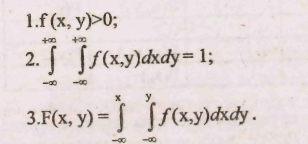 1.f (x, y)>0;
2. ∫_{-∞}^{+∞} ∫_{-∞}^{+∞} f(x,y)dxdy = 1;
3.F(x, y) = ∫_{-∞}^{x} ∫_{-∞}^{y} f(x,y)dxdy.